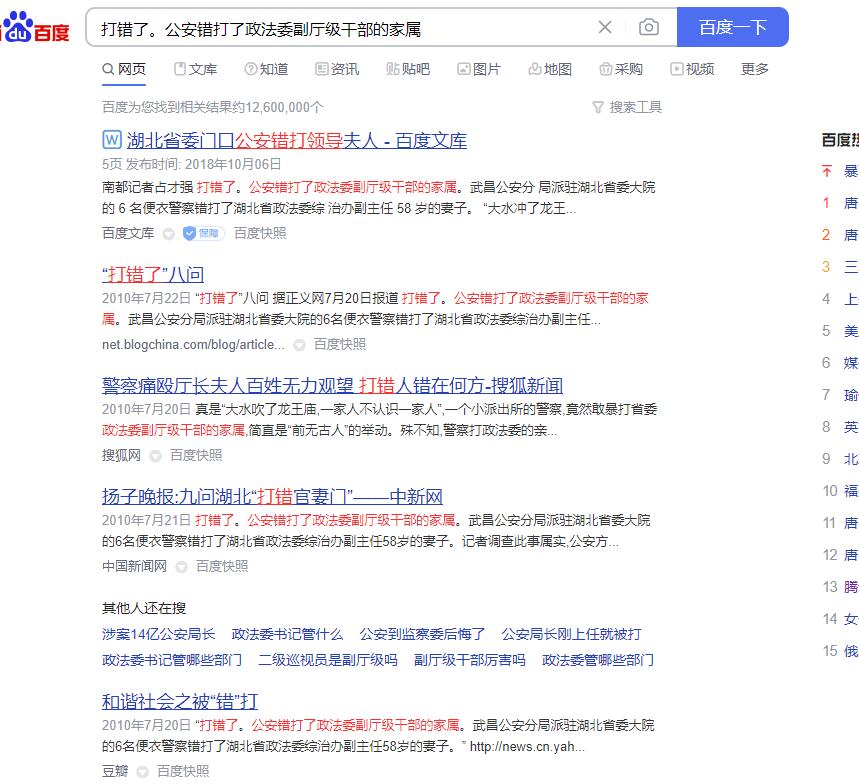 du百度 打错了。公安错打了政法委副厅级干部的家属 百度一下
网页 文库 知道 资讯 贴吧 图片 地图 采购 视频 更多
百度为您找到相关结果约12,600,000个 搜索工具
W 湖北省委门口公安错打领导夫人 - 百度文库
5页 发布时间: 2018年10月06日
南都记者占才强 打错了。公安错打了政法委副厅级干部的家属。武昌公安分 局派驻湖北省委大院
的 6 名便衣警察错打了湖北省政法委综 治办副主任 58 岁的妻子。 “大水冲了龙王...
百度文库 保障 百度快照
“打错了”八问
2010年7月22日 “打错了”八问 据正义网7月20日报道 打错了。公安错打了政法委副厅级干部的家
属。武昌公安分局派驻湖北省委大院的6名便衣警察错打了湖北省政法委综治办副主任...
net.blogchina.com/blog/article... 百度快照
警察痛殴厅长夫人百姓无力观望 打错人错在何方-搜狐新闻
2010年7月20日 真是“大水吹了龙王庙,一家人不认识一家人”,一个小派出所的警察,竟然敢暴打省委
政法委副厅级干部的家属,简直是“前无古人”的举动。殊不知,警察打政法委的亲...
搜狐网 百度快照
扬子晚报:九问湖北“打错官妻门”——中新网
2010年7月21日 打错了。公安错打了政法委副厅级干部的家属。武昌公安分局派驻湖北省委大院
的6名便衣警察错打了湖北省政法委综治办副主任58岁的妻子。记者调查此事属实,公安方...
中国新闻网 百度快照
其他人还在搜
涉案14亿公安局长 政法委书记管什么 公安到监察委后悔了 公安局长刚上任就被打
政法委书记管哪些部门 二级巡视员是副厅级吗 副厅级干部厉害吗 政法委管哪些部门
和谐社会之被“错”打
2010年7月20日 “打错了。公安错打了政法委副厅级干部的家属。武昌公安分局派驻湖北省委大院
的6名便衣警察错打了湖北省政法委综治办副主任58岁的妻子。” http://news.cn.yah...
豆瓣 百度快照
百度热
暴
1 唐
2 唐
3 三
4 上
5 美
6 媒
7 瑜
8 英
9 北
10 福
11 唐
12 唐
13 腾
14 女
15 俄